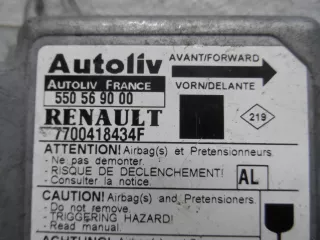 Autoliv
AVANT/FORWARD
AUTOLIV FRANCE
550 56 90 00
VORN/DELANTE
RENAULT
219
7700418434F
ATTENTION! Airbag(s) et Pretensionneurs
- Ne pas demonter.
- RISQUE DE DECLENCHEMENT!
- Consulter la notice.
AL
CAUTION! Airbag(s) and Pretensioners.
- Do not remove.
- TRIGGERING HAZARD!
- Read manual.